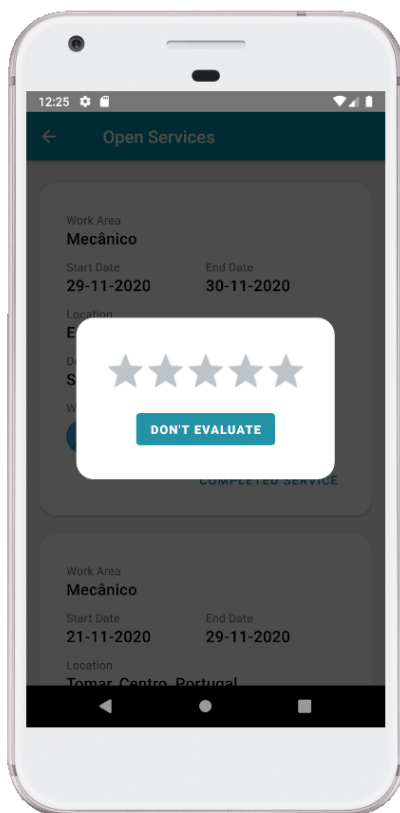 12:25
Open Services
Work Area
Mecânico
Start Date End Date
29-11-2020 30-11-2020
Location
DON'T EVALUATE
COMPLETED SERVICE
Work Area
Mecânico
Start Date End Date
21-11-2020 29-11-2020
Location
Tomar, Centro, Portugal